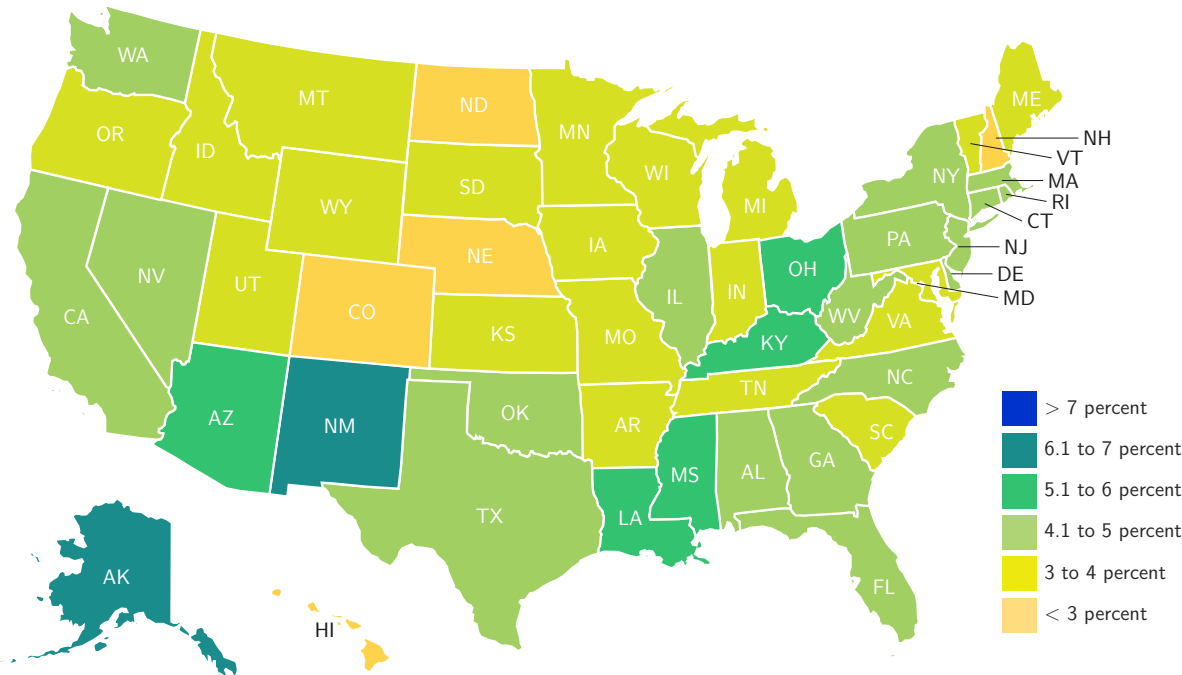 WA
MT
ND
MN
ME
OR
ID
NH
VT
WI
NY
MA
SD
RI
WY
MI
CT
PA
IA
NJ
NE
OH
NV
DE
UT
IL
IN
MD
CO
CA
WV
VA
KS
MO
KY
NC
TN
> 7 percent
OK
AZ
NM
AR
SC
6.1 to 7 percent
GA
AL
MS
5.1 to 6 percent
TX
LA
4.1 to 5 percent
AK
3 to 4 percent
FL
< 3 percent
HI